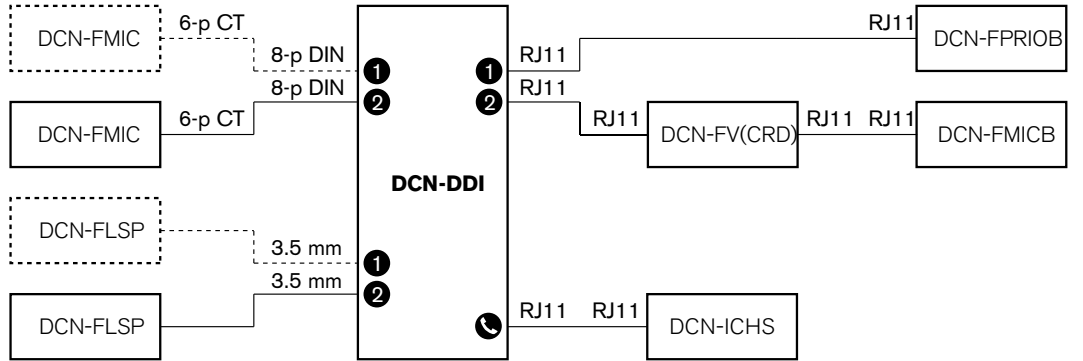 DCN-FMIC
6-p CT
8-p DIN
1
8-p DIN
2
DCN-FMIC
6-p CT
DCN-FLSP
3.5 mm
1
3.5 mm
2
DCN-FLSP
DCN-DDI
1
RJ11
RJ11
DCN-FPRIOB
2
RJ11
RJ11
DCN-FV(CRD)
RJ11
RJ11
DCN-FMICB
RJ11
RJ11
DCN-ICHS